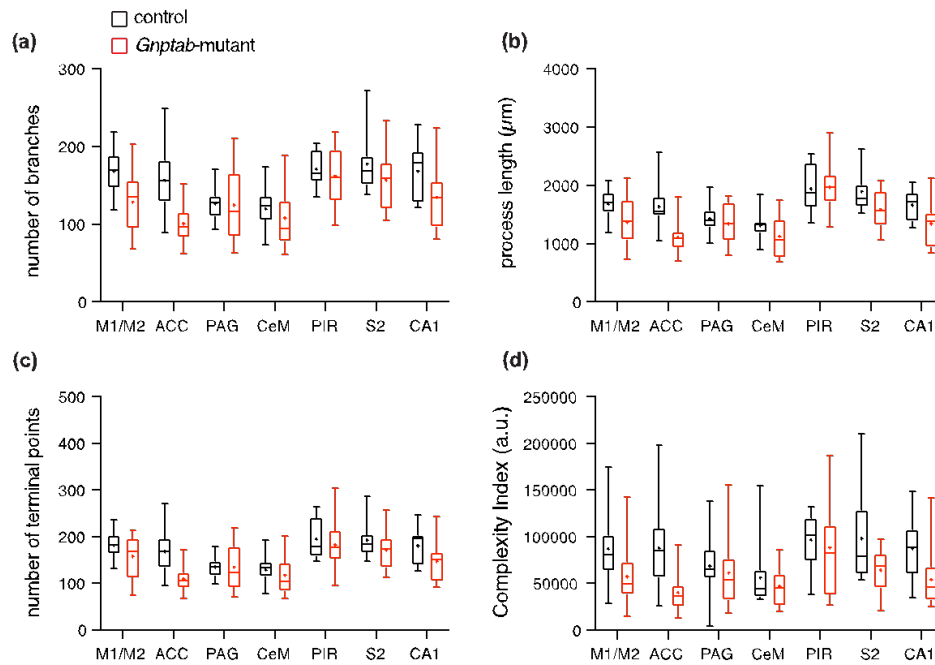 control
Gnptab-mutant
(a)
number of branches
300
200
100
0
M1/M2 ACC PAG CeM PIR S2 CA1
(b)
process length (µm)
4000
3000
2000
1000
0
M1/M2 ACC PAG CeM PIR S2 CA1
(c)
number of terminal points
500
400
300
200
100
0
M1/M2 ACC PAG CeM PIR S2 CA1
(d)
Complexity Index (a.u.)
250000
200000
150000
100000
50000
0
M1/M2 ACC PAG CeM PIR S2 CA1